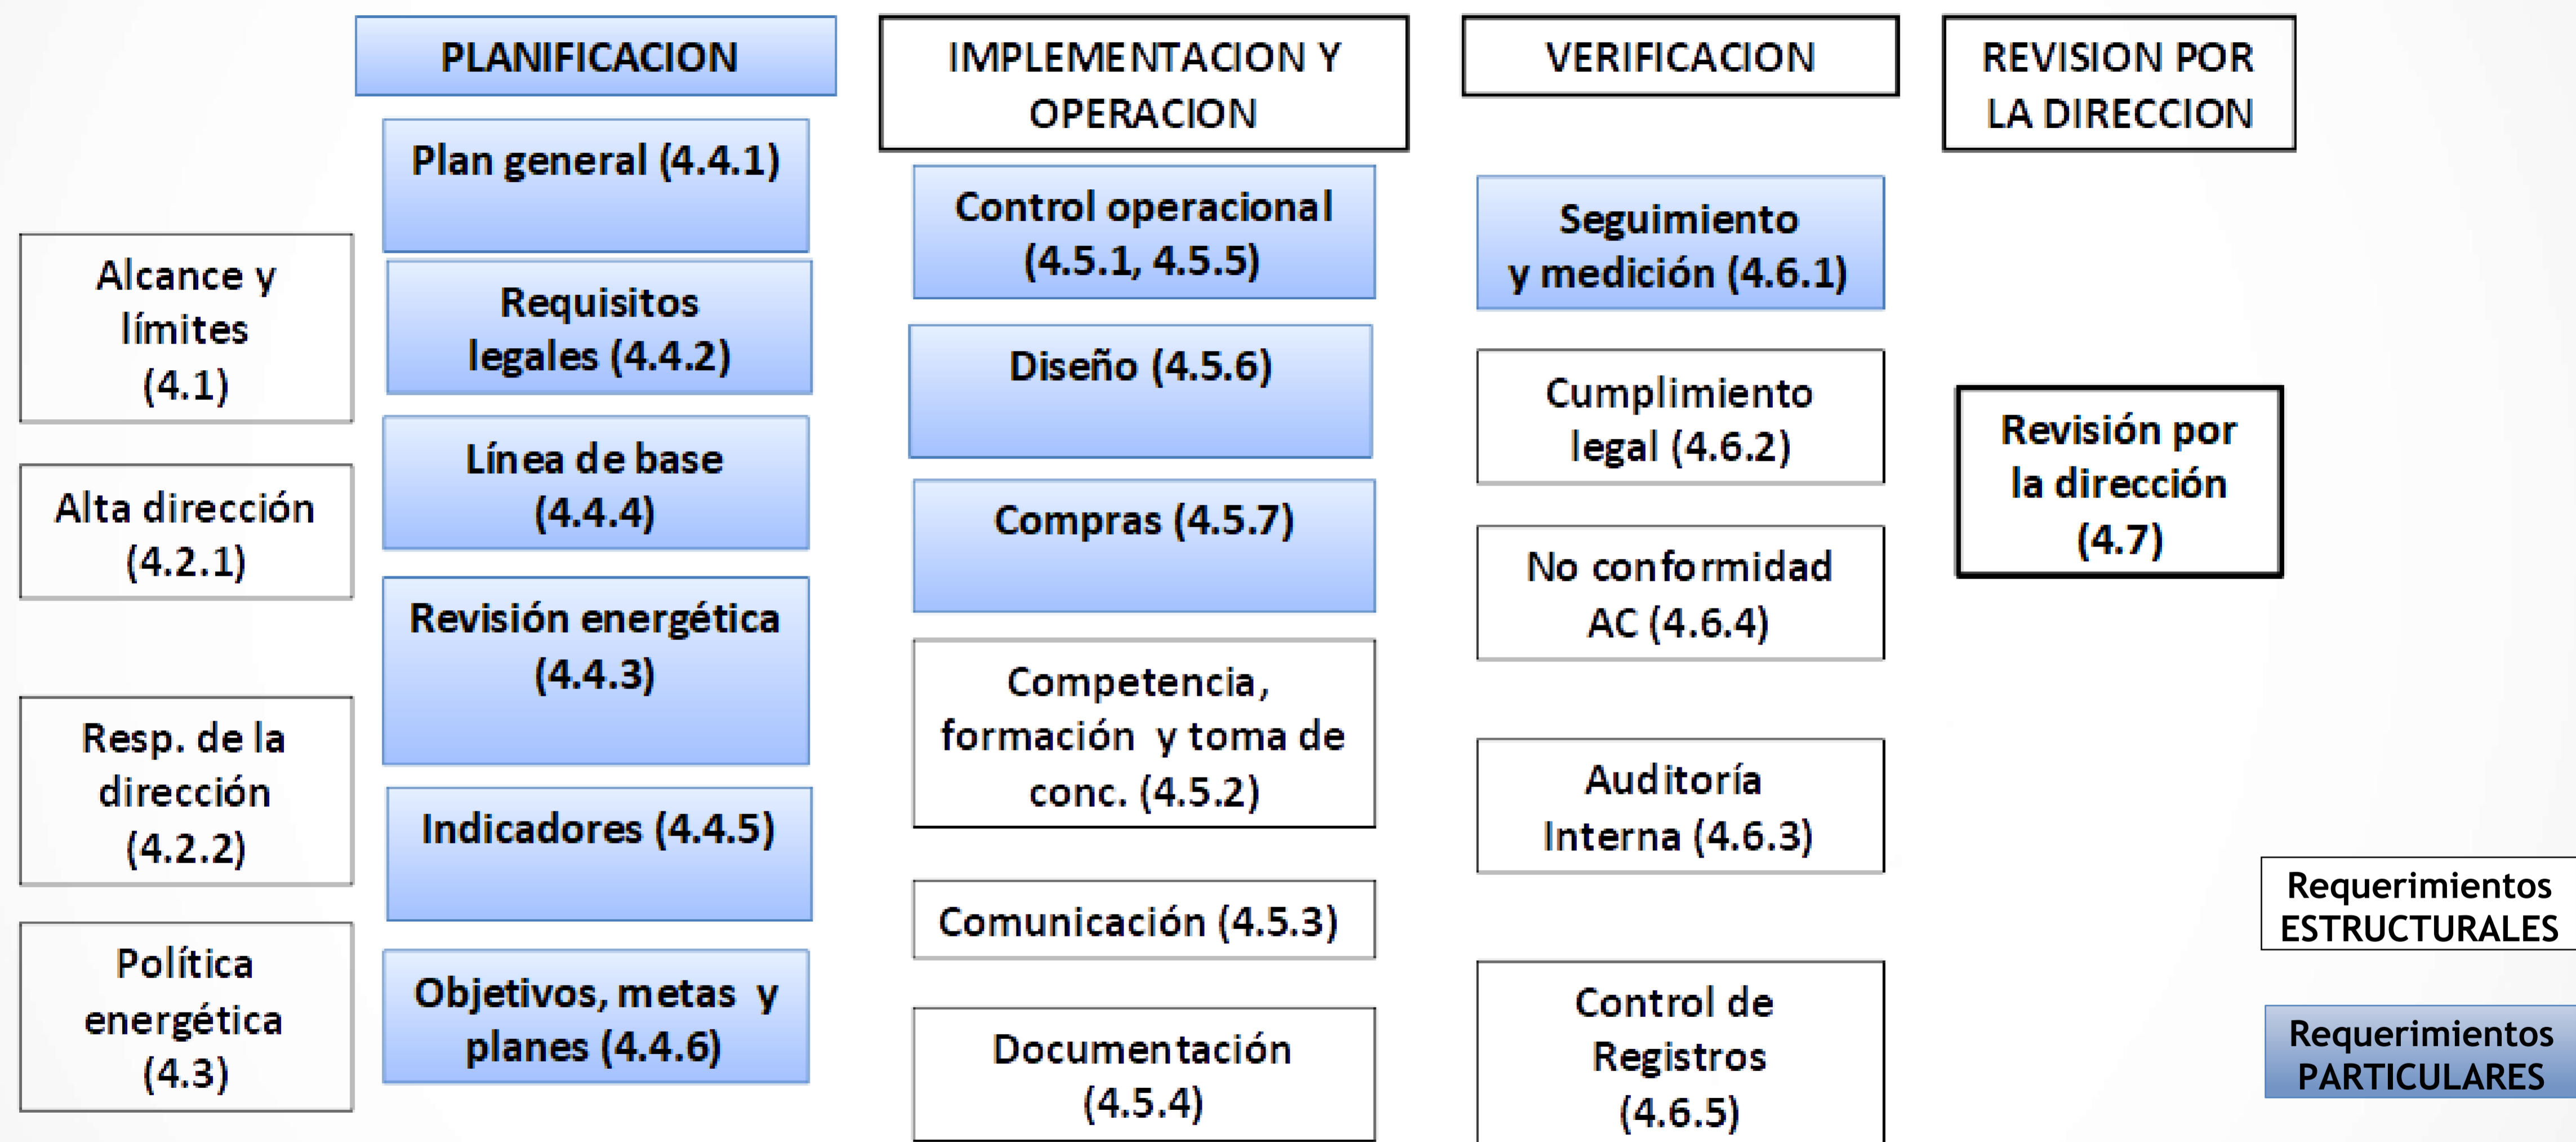 PLANIFICACION
IMPLEMENTACION Y
OPERACION
VERIFICACION
REVISION POR
LA DIRECCION
Alcance y
límites
(4.1)
Alta dirección
(4.2.1)
Resp. de la
dirección
(4.2.2)
Política
energética
(4.3)
Plan general (4.4.1)
Requisitos
legales (4.4.2)
Línea de base
(4.4.4)
Revisión energética
(4.4.3)
Indicadores (4.4.5)
Objetivos, metas y
planes (4.4.6)
Control operacional
(4.5.1, 4.5.5)
Diseño (4.5.6)
Compras (4.5.7)
Competencia,
formación y toma de
conc. (4.5.2)
Comunicación (4.5.3)
Documentación
(4.5.4)
Seguimiento
y medición (4.6.1)
Cumplimiento
legal (4.6.2)
No conformidad
AC (4.6.4)
Auditoría
Interna (4.6.3)
Control de
Registros
(4.6.5)
Revisión por
la dirección
(4.7)
Requerimientos
ESTRUCTURALES
Requerimientos
PARTICULARES